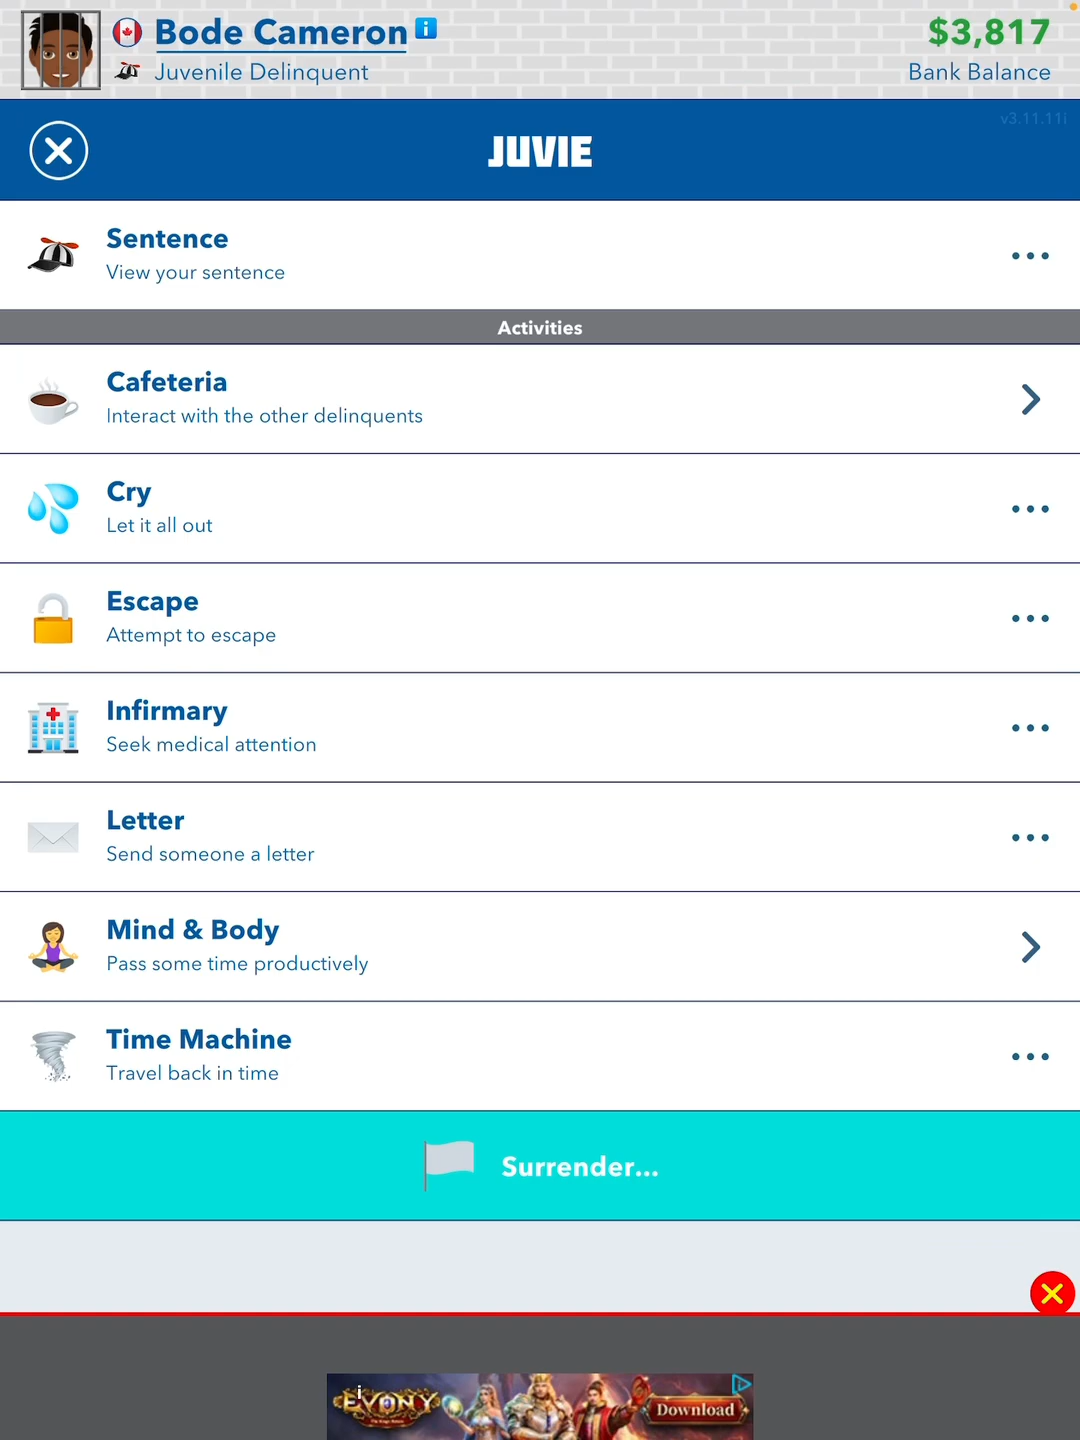 Bode Cameron i
$3,817
Juvenile Delinquent
Bank Balance
v3.11.11i
JUVIE
Sentence
View your sentence
Activities
Cafeteria
Interact with the other delinquents
Cry
Let it all out
Escape
Attempt to escape
Infirmary
Seek medical attention
Letter
Send someone a letter
Mind & Body
Pass some time productively
Time Machine
Travel back in time
Surrender...
i
EVONY
Download